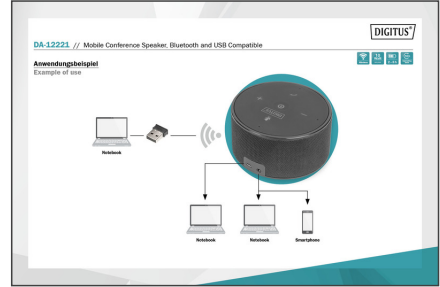 DIGITUS®
DA-12221 // Mobile Conference Speaker, Bluetooth and USB Compatible
Anwendungsbeispiel
Example of use
Notebook
Notebook
Notebook
Smartphone